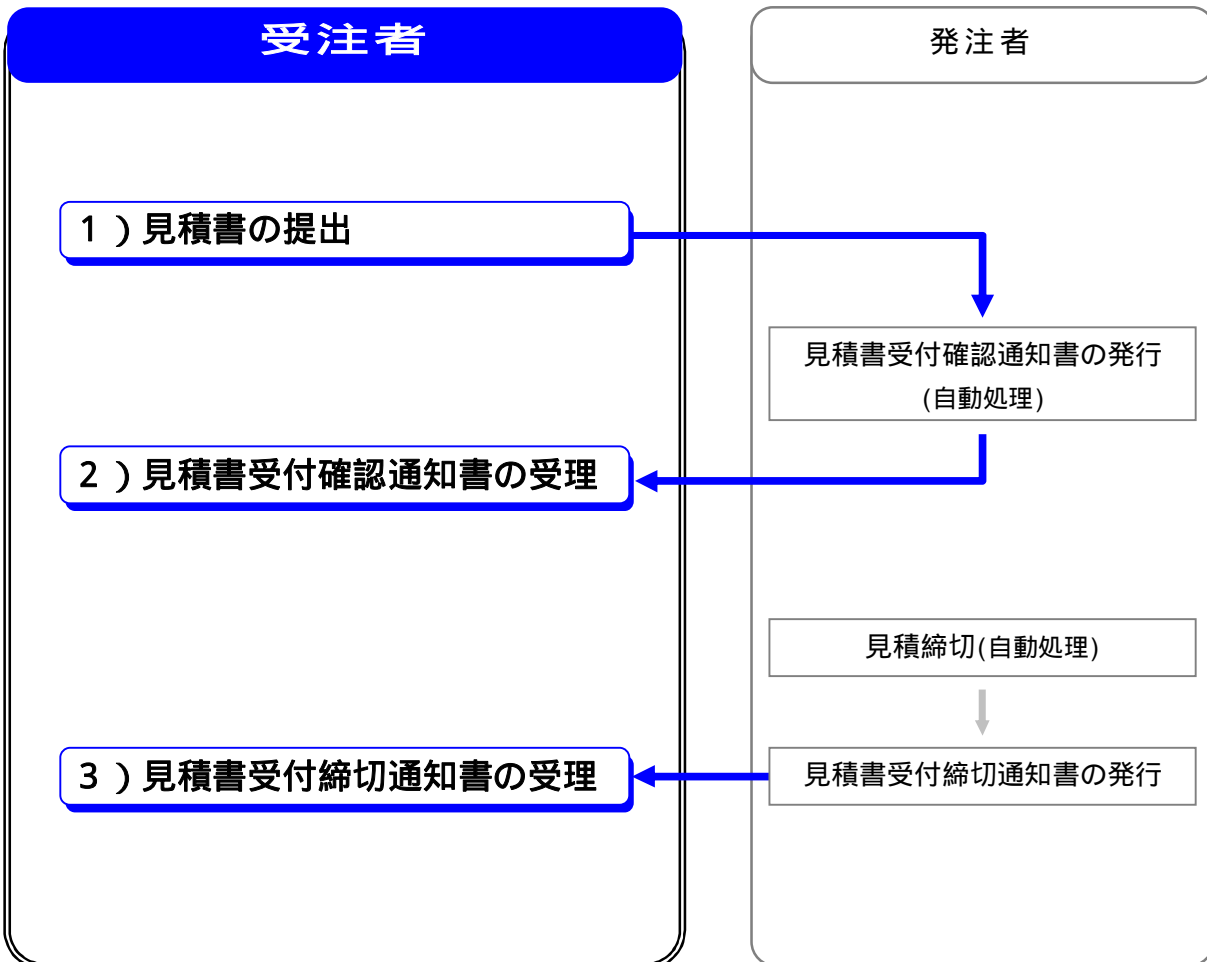 受注者
発注者
１）見積書の提出
見積書受付確認通知書の発行
(自動処理)
２）見積書受付確認通知書の受理
見積締切(自動処理)
３）見積書受付締切通知書の受理
見積書受付締切通知書の発行